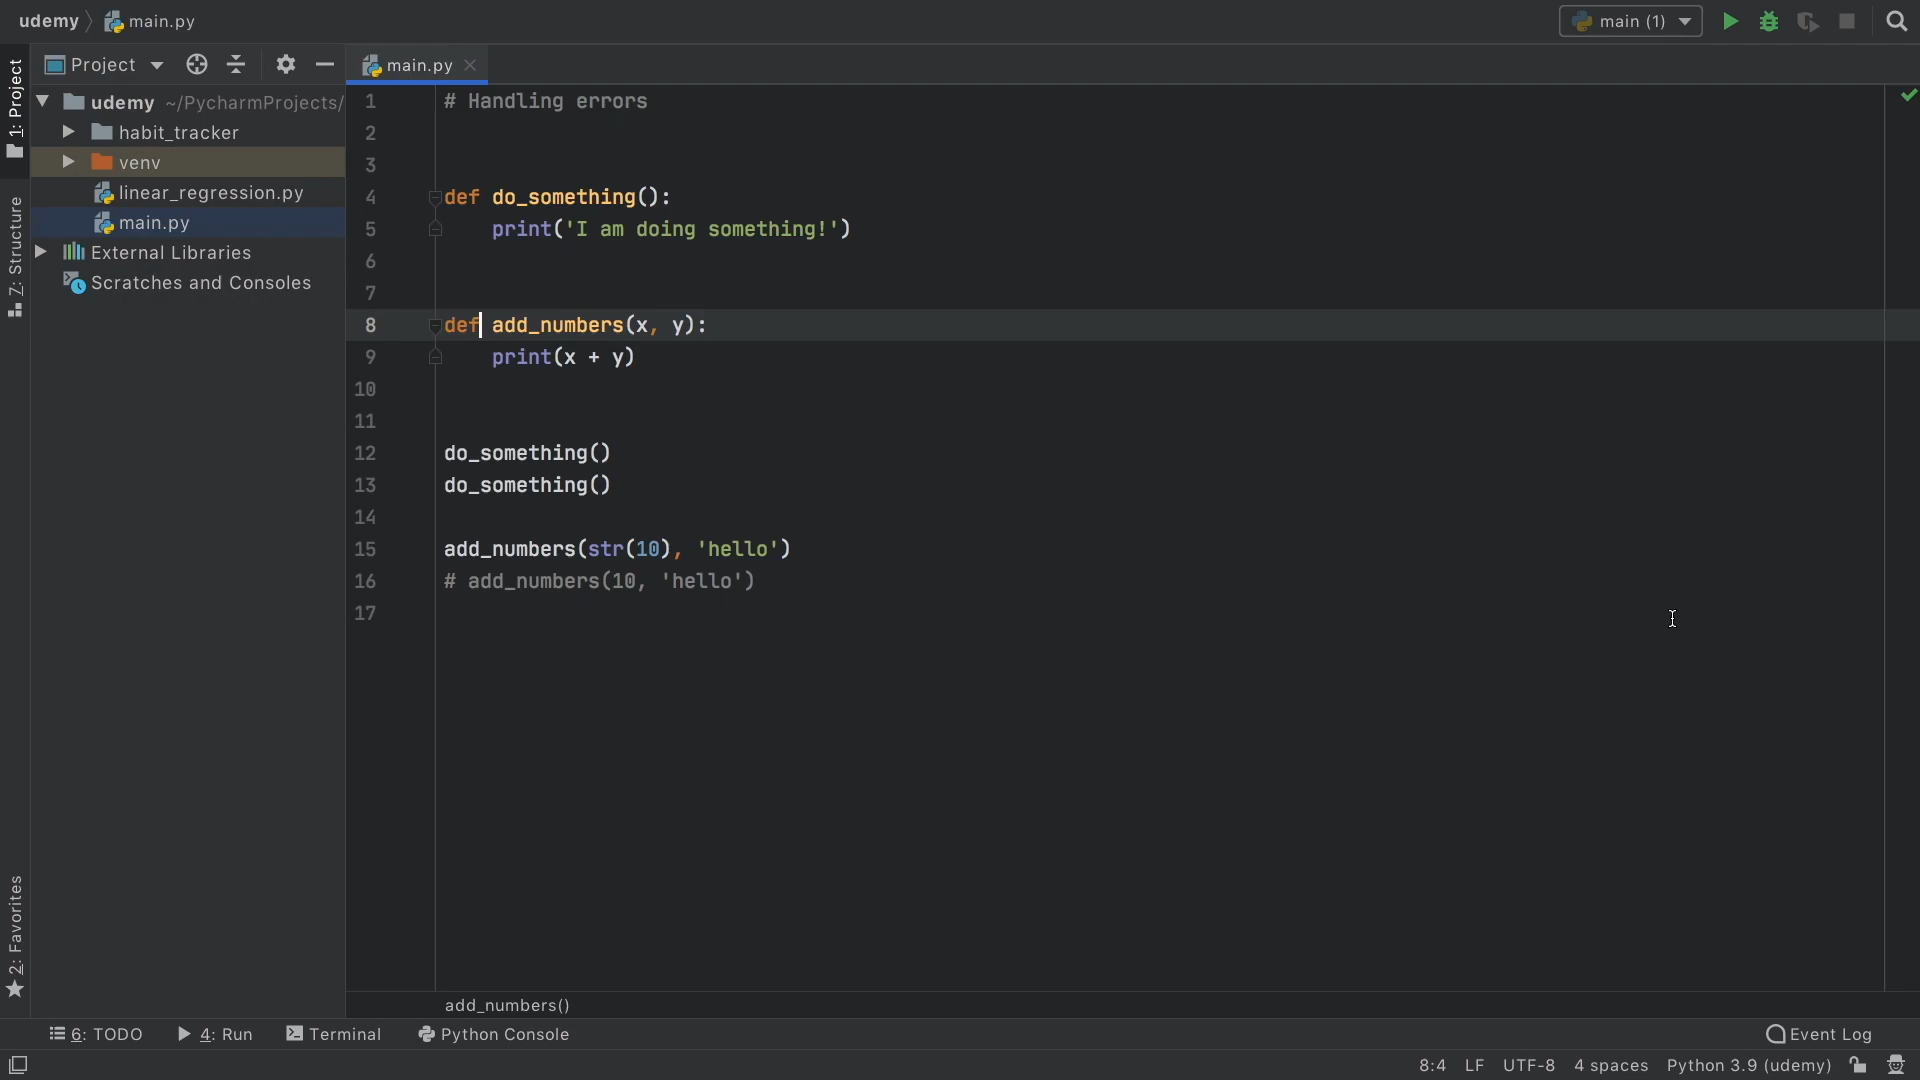 udemy main.py
main (1)
1: Project
Project
main.py
udemy ~/PycharmProjects/
habit_tracker
venv
linear_regression.py
main.py
External Libraries
Scratches and Consoles
Z: Structure
2: Favorites
1 # Handling errors
2
3
4 def do_something():
5     print('I am doing something!')
6
7
8 def add_numbers(x, y):
9     print(x + y)
10
11
12 do_something()
13 do_something()
14
15 add_numbers(str(10), 'hello')
16 # add_numbers(10, 'hello')
17
add_numbers()
6: TODO 4: Run Terminal Python Console Event Log
8:4 LF UTF-8 4 spaces Python 3.9 (udemy)